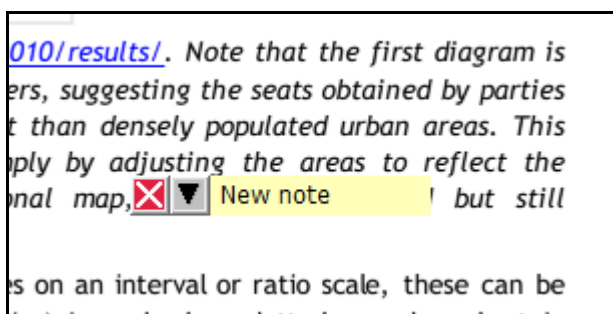 010/results/. Note that the first diagram is
ers, suggesting the seats obtained by parties
t than densely populated urban areas. This
by adjusting the areas to reflect the
map, New note but still
es on an interval or ratio scale, these can be